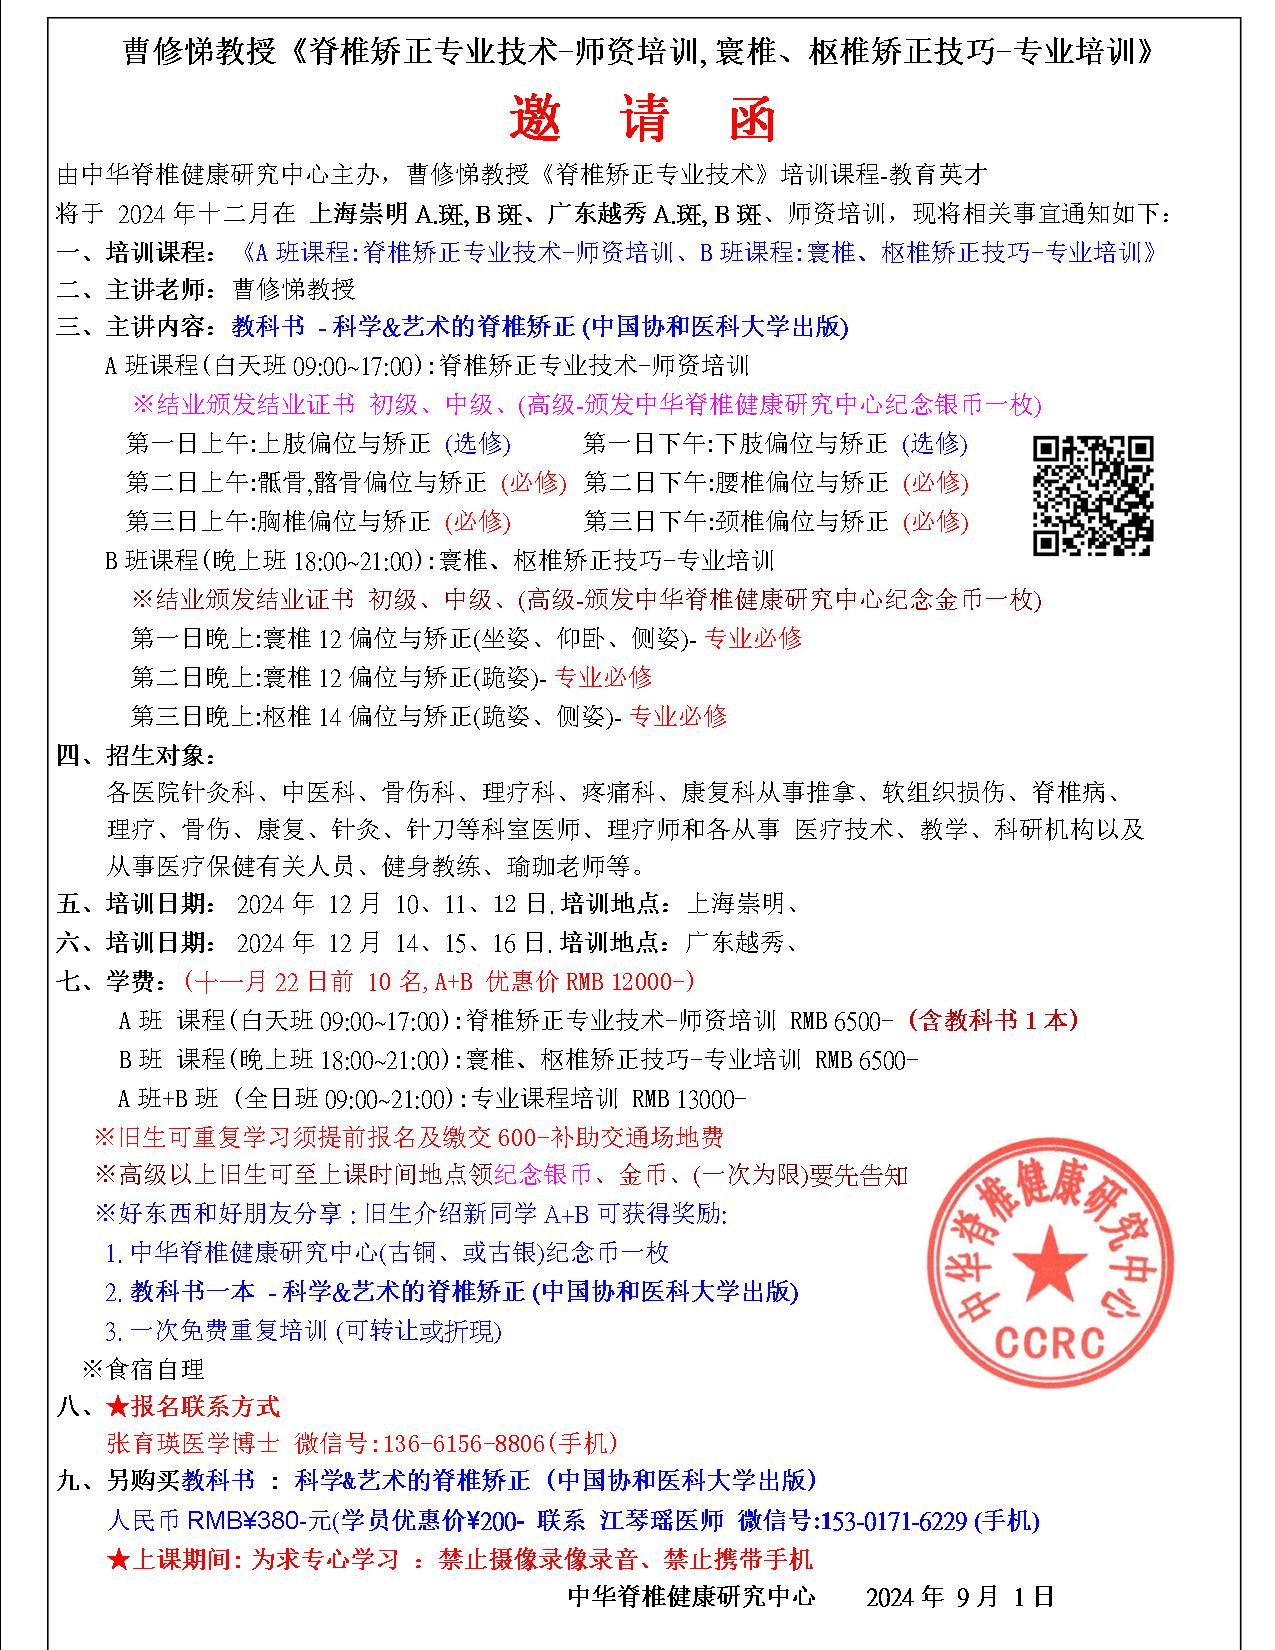 曹修悌教授《脊椎矫正专业技术-师资培训,寰椎、枢椎矫正技巧-专业培训》
邀 请 函
由中华脊椎健康研究中心主办，曹修悌教授《脊椎矫正专业技术》培训课程-教育英才
将于 2024 年十二月在 上海崇明 A.斑, B 斑、广东越秀 A.斑, B 斑、师资培训，现将相关事宜通知如下：
一、培训课程：《A 班课程:脊椎矫正专业技术-师资培训、B 班课程:寰椎、枢椎矫正技巧-专业培训》
二、主讲老师：曹修悌教授
三、主讲内容：教科书 - 科学&艺术的脊椎矫正 (中国协和医科大学出版)
A 班课程(白天班 09:00~17:00):脊椎矫正专业技术-师资培训
※结业颁发结业证书 初级、中级、(高级-颁发中华脊椎健康研究中心纪念银币一枚)
第一日上午:上肢偏位与矫正 (选修) 第一日下午:下肢偏位与矫正 (选修)
第二日上午:骶骨,髂骨偏位与矫正 (必修) 第二日下午:腰椎偏位与矫正 (必修)
第三日上午:胸椎偏位与矫正 (必修) 第三日下午:颈椎偏位与矫正 (必修)
B 班课程(晚上班 18:00~21:00):寰椎、枢椎矫正技巧-专业培训
※结业颁发结业证书 初级、中级、(高级-颁发中华脊椎健康研究中心纪念金币一枚)
第一日晚上:寰椎 12 偏位与矫正(坐姿、仰卧、侧姿)- 专业必修
第二日晚上:寰椎 12 偏位与矫正(跪姿)- 专业必修
第三日晚上:枢椎 14 偏位与矫正(跪姿、侧姿)- 专业必修
四、招生对象：
各医院针灸科、中医科、骨伤科、理疗科、疼痛科、康复科从事推拿、软组织损伤、脊椎病、
理疗、骨伤、康复、针灸、针刀等科室医师、理疗师和各从事 医疗技术、教学、科研机构以及
从事医疗保健有关人员、健身教练、瑜珈老师等。
五、培训日期： 2024 年 12 月 10、11、12 日.培训地点：上海崇明、
六、培训日期： 2024 年 12 月 14、15、16 日.培训地点：广东越秀、
七、学费：(十一月 22 日前 10 名,A+B 优惠价 RMB 12000-)
A 班 课程(白天班 09:00~17:00):脊椎矫正专业技术-师资培训 RMB 6500- (含教科书 1 本)
B 班 课程(晚上班 18:00~21:00):寰椎、枢椎矫正技巧-专业培训 RMB 6500-
A 班+B 班 (全日班 09:00~21:00):专业课程培训 RMB 13000-
※旧生可重复学习须提前报名及缴交 600-补助交通场地费
※高级以上旧生可至上课时间地点领纪念银币、金币、(一次为限)要先告知
※好东西和好朋友分享 : 旧生介绍新同学 A+B 可获得奖励:
1. 中华脊椎健康研究中心(古铜、或古银)纪念币一枚
2. 教科书一本 - 科学&艺术的脊椎矫正 (中国协和医科大学出版)
3. 一次免费重复培训 (可转让或折現)
※食宿自理
中华脊椎健康研究中心
CCRC
八、★报名联系方式
张育瑛医学博士 微信号:136-6156-8806(手机)
九、另购买教科书 : 科学&艺术的脊椎矫正 (中国协和医科大学出版)
人民币 RMB¥380-元(学员优惠价¥200- 联系 江琴瑶医师 微信号:153-0171-6229 (手机)
★上课期间: 为求专心学习 : 禁止摄像录像录音、禁止携带手机
中华脊椎健康研究中心 2024 年 9 月 1 日